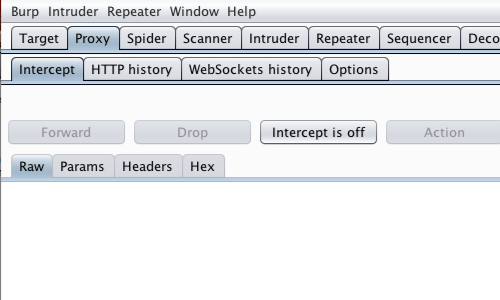 Burp Intruder Repeater Window Help
Target Proxy Spider Scanner Intruder Repeater Sequencer Deco
Intercept HTTP history WebSockets history Options
Forward Drop Intercept is off Action
Raw Params Headers Hex